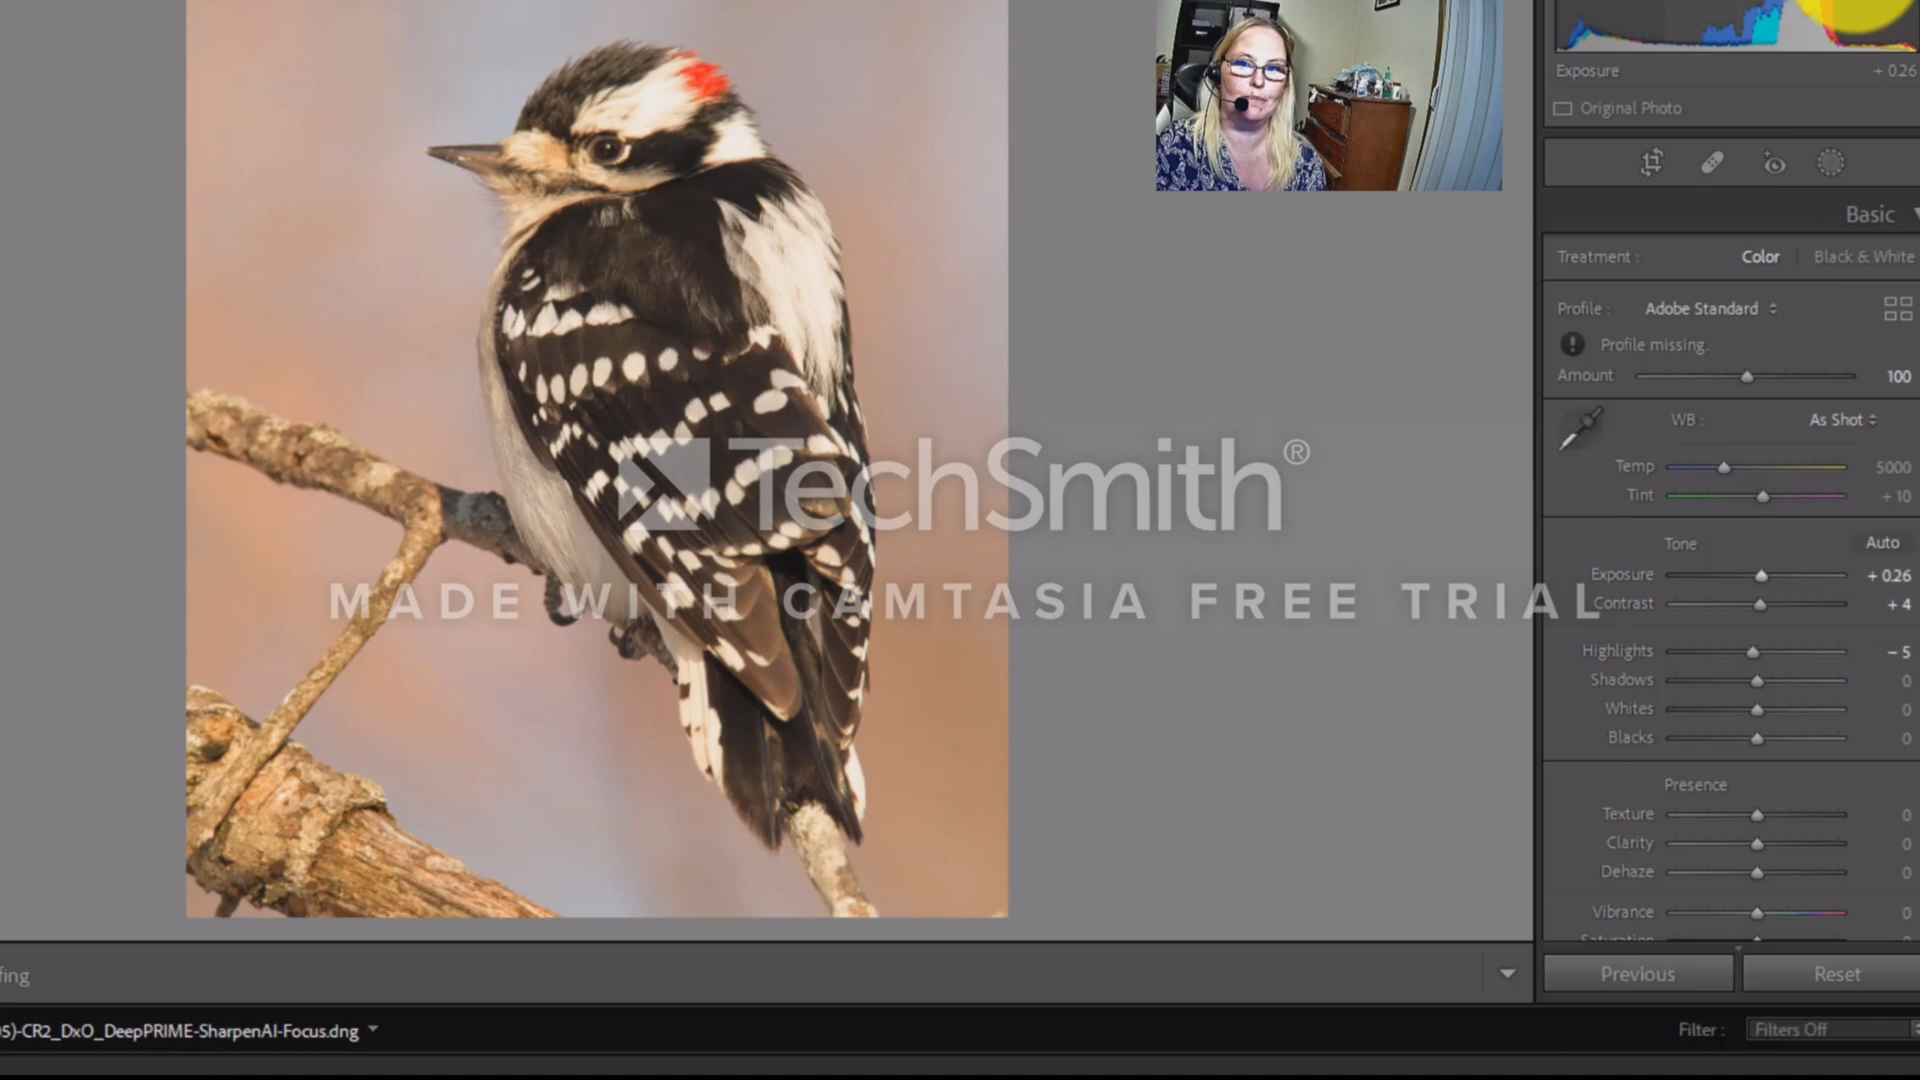 Exposure + 0.26
Original Photo
Basic
Treatment : Color Black & White
Profile : Adobe Standard
Profile missing.
Amount 100
WB : As Shot
Temp 5000
Tint + 10
TechSmith®
Tone Auto
Exposure + 0.26
MADE WITH CAMTASIA FREE TRIAL
Contrast + 4
Highlights – 5
Shadows 0
Whites 0
Blacks 0
Presence
Texture 0
Clarity 0
Dehaze 0
Vibrance 0
Saturation
fing
Previous Reset
05)-CR2_DxO_DeepPRIME-SharpenAI-Focus.dng
Filter : Filters Off